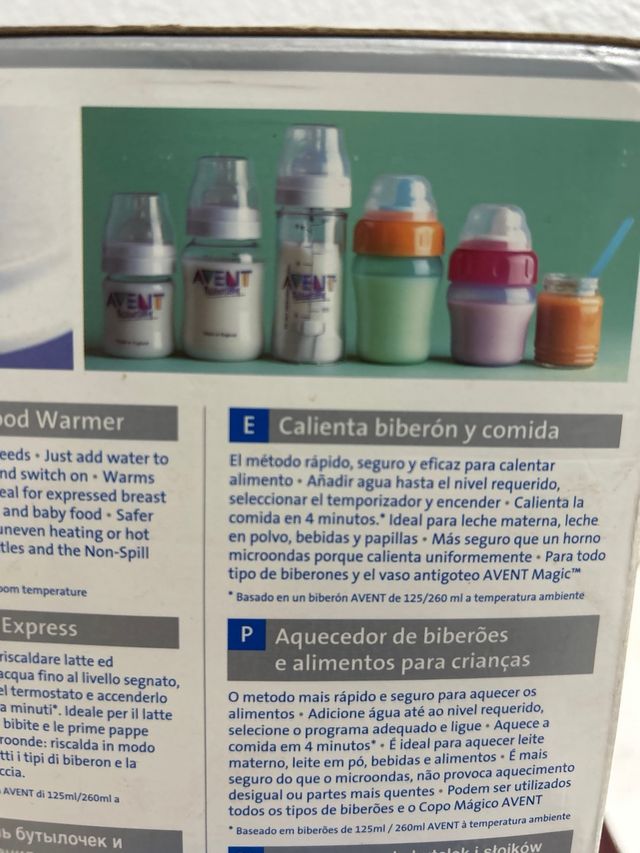 AVENT
AVENT
AVENT
ood Warmer
eeds • Just add water to
nd switch on • Warms
eal for expressed breast
and baby food • Safer
uneven heating or hot
tles and the Non-Spill
oom temperature
Express
riscaldare latte ed
acqua fino al livello segnato,
el termostato e accenderlo
a minuti*. Ideale per il latte
bibite e le prime pappe
roonde: riscalda in modo
tti i tipi di biberon e la
ccia.
AVENT di 125ml/260ml a
ь бутылочек и
E Calienta biberón y comida
El método rápido, seguro y eficaz para calentar
alimento • Añadir agua hasta el nivel requerido,
seleccionar el temporizador y encender • Calienta la
comida en 4 minutos.* Ideal para leche materna, leche
en polvo, bebidas y papillas • Más seguro que un horno
microondas porque calienta uniformemente • Para todo
tipo de biberones y el vaso antigoteo AVENT Magic™
* Basado en un biberón AVENT de 125/260 ml a temperatura ambiente
P Aquecedor de biberões
e alimentos para crianças
O metodo mais rápido e seguro para aquecer os
alimentos • Adicione água até ao nivel requerido,
selecione o programa adequado e ligue • Aquece a
comida em 4 minutos* • É ideal para aquecer leite
materno, leite em pó, bebidas e alimentos • É mais
seguro do que o microondas, não provoca aquecimento
desigual ou partes mais quentes • Podem ser utilizados
todos os tipos de biberões e o Copo Mágico AVENT
* Baseado em biberões de 125ml / 260ml AVENT à temperatura ambiente
i słoików